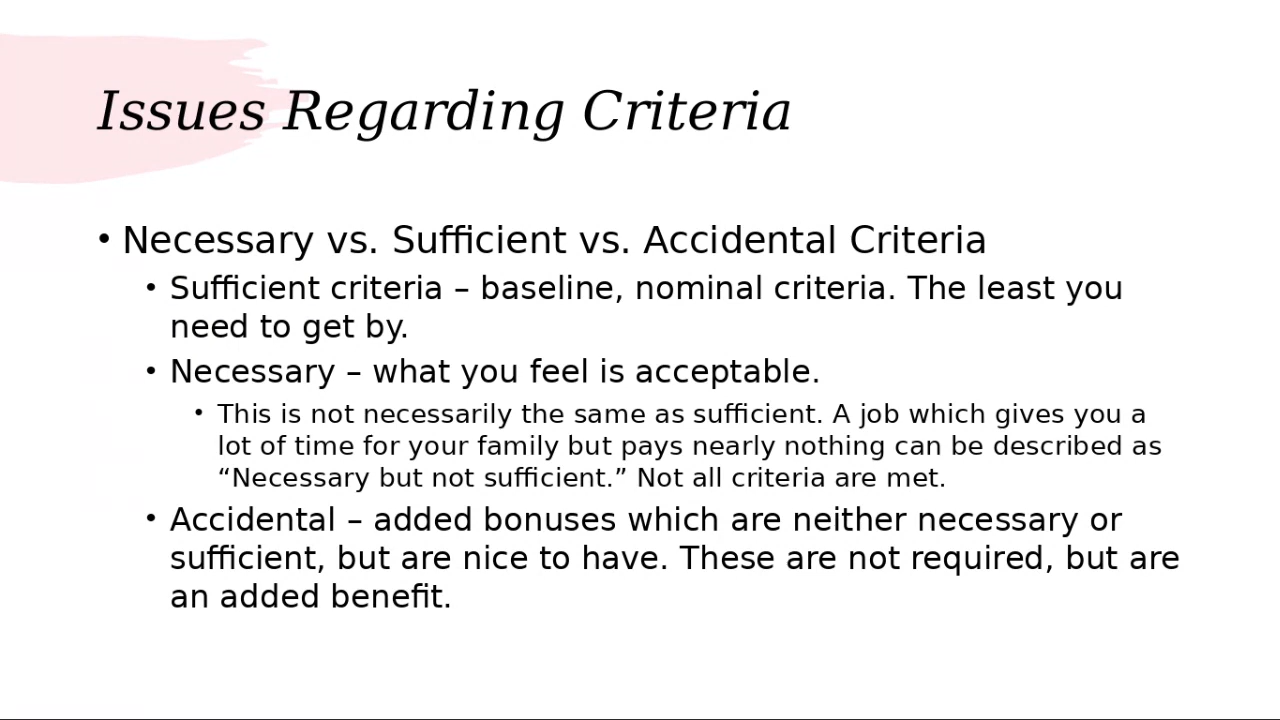 Issues Regarding Criteria
• Necessary vs. Sufficient vs. Accidental Criteria
• Sufficient criteria – baseline, nominal criteria. The least you
need to get by.
• Necessary – what you feel is acceptable.
• This is not necessarily the same as sufficient. A job which gives you a
lot of time for your family but pays nearly nothing can be described as
“Necessary but not sufficient.” Not all criteria are met.
• Accidental – added bonuses which are neither necessary or
sufficient, but are nice to have. These are not required, but are
an added benefit.